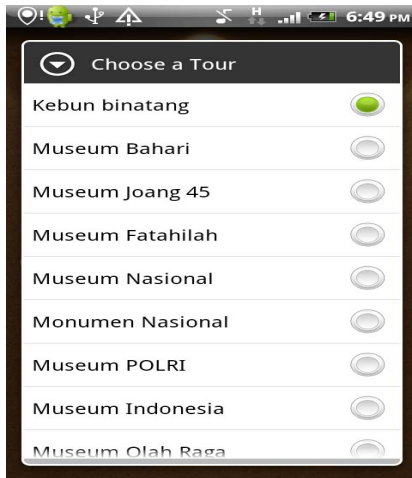 H
6:49 PM
Choose a Tour
Kebun binatang
Museum Bahari
Museum Joang 45
Museum Fatahilah
Museum Nasional
Monumen Nasional
Museum POLRI
Museum Indonesia
Museum Olah Raga